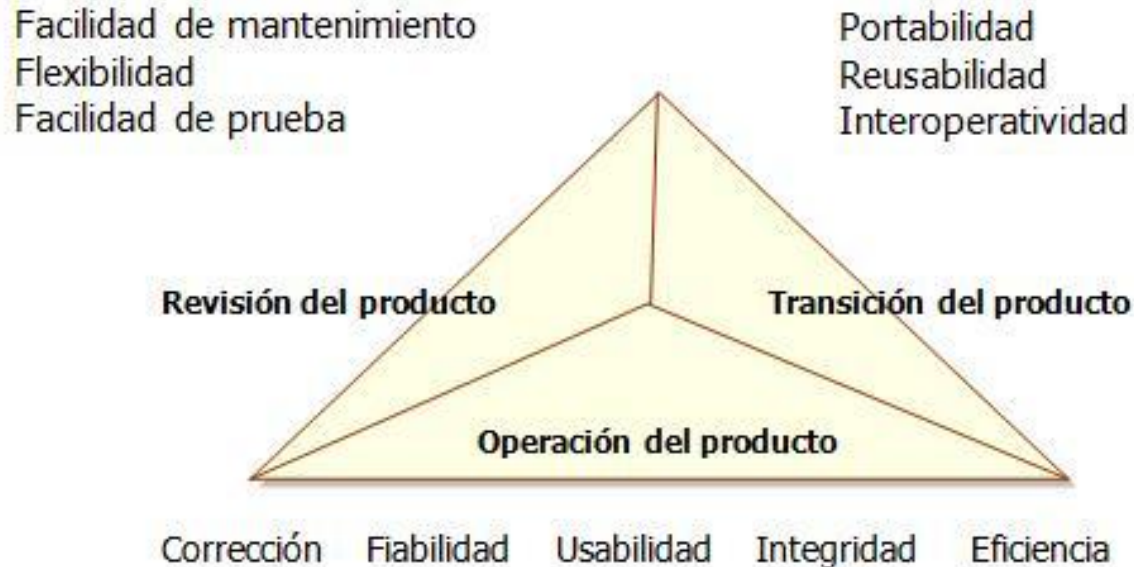 Facilidad de mantenimiento
Flexibilidad
Facilidad de prueba
Portabilidad
Reusabilidad
Interoperatividad
Revisión del producto
Transición del producto
Operación del producto
Corrección Fiabilidad Usabilidad Integridad Eficiencia